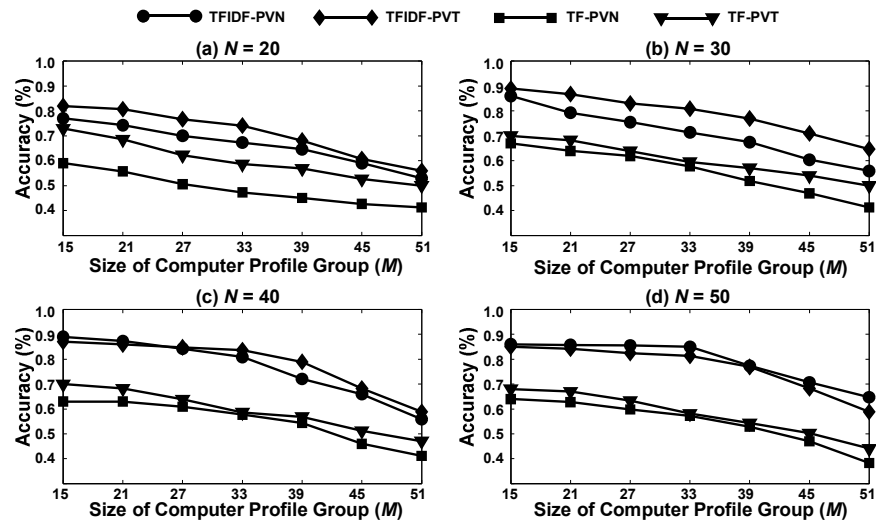 TFIDF-PVN TFIDF-PVT TF-PVN TF-PVT
(a) N = 20
Accuracy (%)
1.0
0.9
0.8
0.7
0.6
0.5
0.4
15 21 27 33 39 45 51
Size of Computer Profile Group (M)
(b) N = 30
Accuracy (%)
1.0
0.9
0.8
0.7
0.6
0.5
0.4
15 21 27 33 39 45 51
Size of Computer Profile Group (M)
(c) N = 40
Accuracy (%)
1.0
0.9
0.8
0.7
0.6
0.5
0.4
15 21 27 33 39 45 51
Size of Computer Profile Group (M)
(d) N = 50
Accuracy (%)
1.0
0.9
0.8
0.7
0.6
0.5
0.4
15 21 27 33 39 45 51
Size of Computer Profile Group (M)